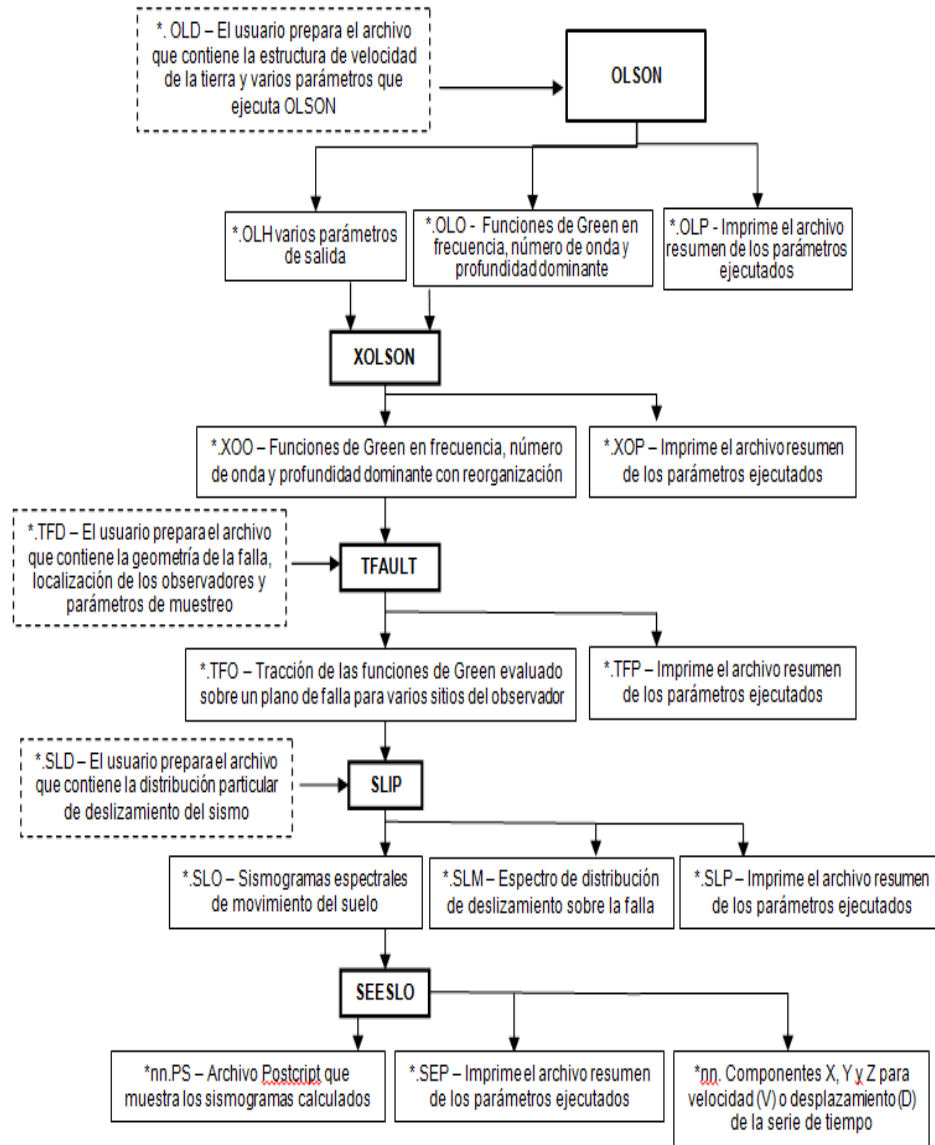 *. OLD – El usuario prepara el archivo
que contiene la estructura de velocidad
de la tierra y varios parámetros que
ejecuta OLSON
OLSON
*.OLH varios parámetros
de salida
*.OLO - Funciones de Green en
frecuencia, número de onda y
profundidad dominante
*.OLP - Imprime el archivo
resumen de los parámetros
ejecutados
XOLSON
*.XOO – Funciones de Green en frecuencia, número
de onda y profundidad dominante con reorganización
*.XOP – Imprime el archivo resumen
de los parámetros ejecutados
*.TFD – El usuario prepara el archivo
que contiene la geometría de la falla,
localización de los observadores y
parámetros de muestreo
TFAULT
*.TFO – Tracción de las funciones de Green evaluado
sobre un plano de falla para varios sitios del observador
*.TFP – Imprime el archivo resumen
de los parámetros ejecutados
*.SLD – El usuario prepara el archivo
que contiene la distribución particular
de deslizamiento del sismo
SLIP
*.SLO – Sismogramas espectrales
de movimiento del suelo
*.SLM – Espectro de distribución
de deslizamiento sobre la falla
*.SLP – Imprime el archivo resumen
de los parámetros ejecutados
SEESLO
*nn.PS – Archivo Postcript que
muestra los sismogramas calculados
*.SEP – Imprime el archivo resumen
de los parámetros ejecutados
*nn. Componentes X, Y y Z para
velocidad (V) o desplazamiento (D)
de la serie de tiempo